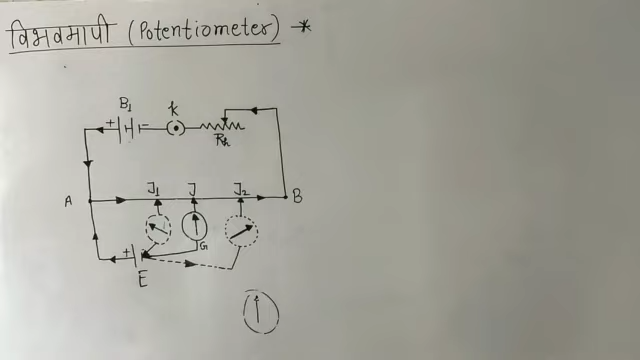 विभवमापी (Potentiometer) *
B₁
K
+ −
Rh
A
J₁ J J₂
B
G
+
E